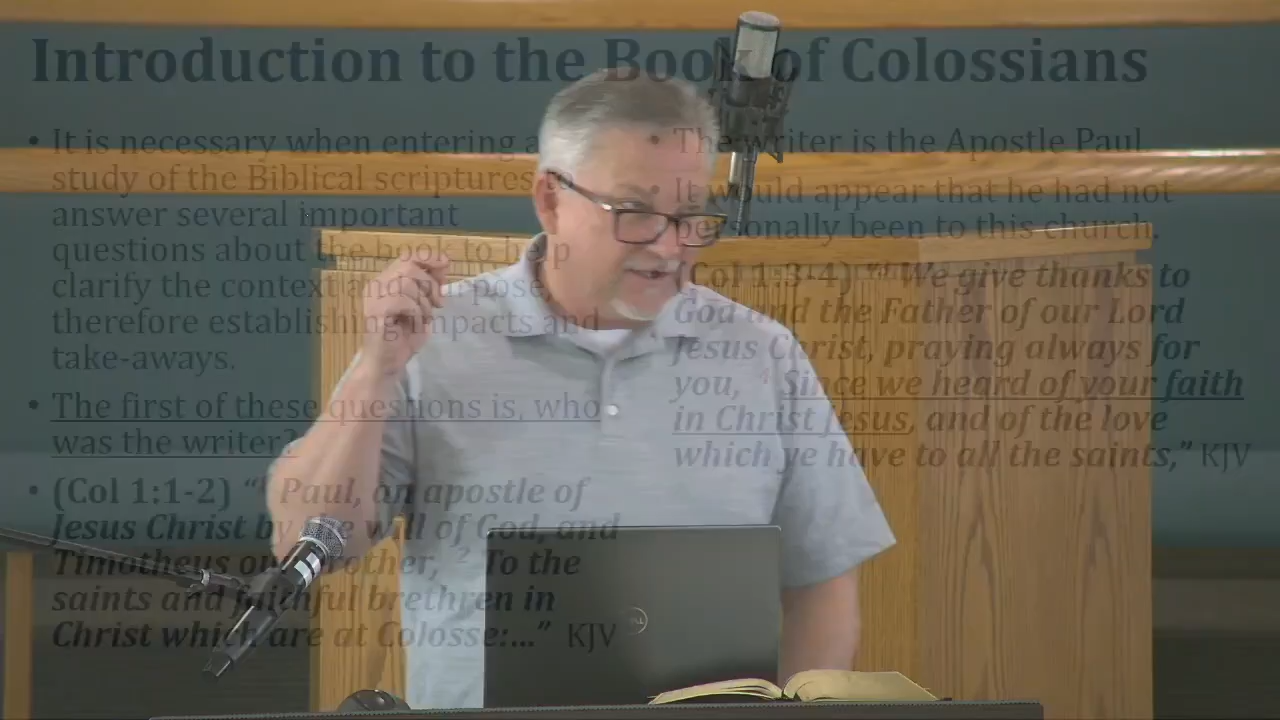 Introduction to the Book of Colossians
• It is necessary when entering a
study of the Biblical scriptures
answer several important
questions about the book to help
clarify the context and purpose,
therefore establishing impacts and
take-aways.
• The first of these questions is, who
was the writer?
• (Col 1:1-2) “¹ Paul, an apostle of
Jesus Christ by the will of God, and
Timotheus our brother, ² To the
saints and faithful brethren in
Christ which are at Colosse:...” KJV
• The writer is the Apostle Paul
• It would appear that he had not
personally been to this church.
(Col 1:3-4) “³ We give thanks to
God and the Father of our Lord
Jesus Christ, praying always for
you, ⁴ Since we heard of your faith
in Christ Jesus, and of the love
which ye have to all the saints,” KJV
DELL